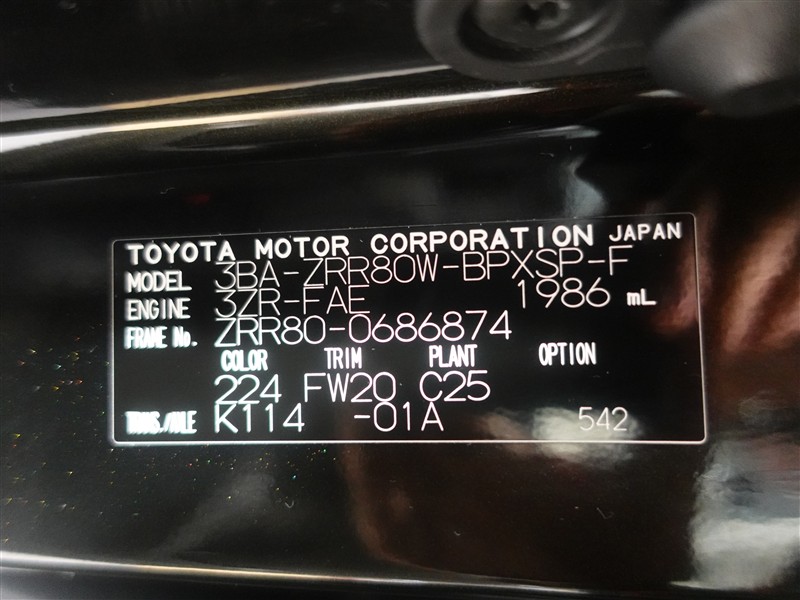 TOYOTA MOTOR CORPORATION JAPAN
MODEL 3BA-ZRR80W-BPXSP-F
ENGINE 3ZR-FAE 1986 mL
FRAME No. ZRR80-0686874
COLOR TRIM PLANT OPTION
224 FW20 C25
TRANS./AXLE K114 -01A 542